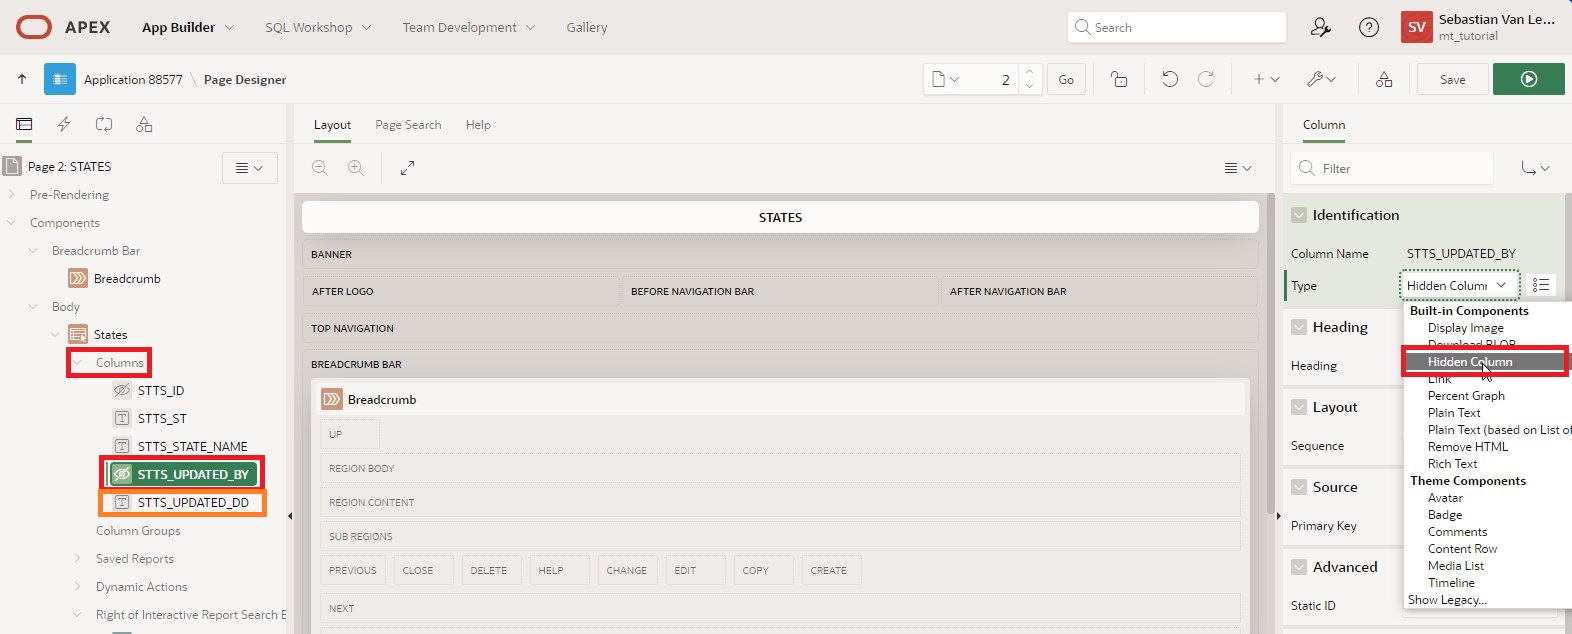 APEX App Builder SQL Workshop Team Development Gallery Search Sebastian Van Le...
SV mt_tutorial
Application 88577 \ Page Designer 2 Go Save
Layout Page Search Help Column
Page 2: STATES Filter
Pre-Rendering
Components
Breadcrumb Bar
Breadcrumb
Body
States
Columns
STTS_ID
STTS_ST
STTS_STATE_NAME
STTS_UPDATED_BY
STTS_UPDATED_DD
Column Groups
Saved Reports
Dynamic Actions
Right of Interactive Report Search B
STATES
BANNER
AFTER LOGO BEFORE NAVIGATION BAR AFTER NAVIGATION BAR
TOP NAVIGATION
BREADCRUMB BAR
Breadcrumb
UP
REGION BODY
REGION CONTENT
SUB REGIONS
PREVIOUS CLOSE DELETE HELP CHANGE EDIT COPY CREATE
NEXT
Identification
Column Name STTS_UPDATED_BY
Type Hidden Column
Heading
Heading
Layout
Sequence
Source
Primary Key
Advanced
Static ID
Built-in Components
Display Image
Download BLOB
Hidden Column
Link
Percent Graph
Plain Text
Plain Text (based on List of
Remove HTML
Rich Text
Theme Components
Avatar
Badge
Comments
Content Row
Media List
Timeline
Show Legacy...